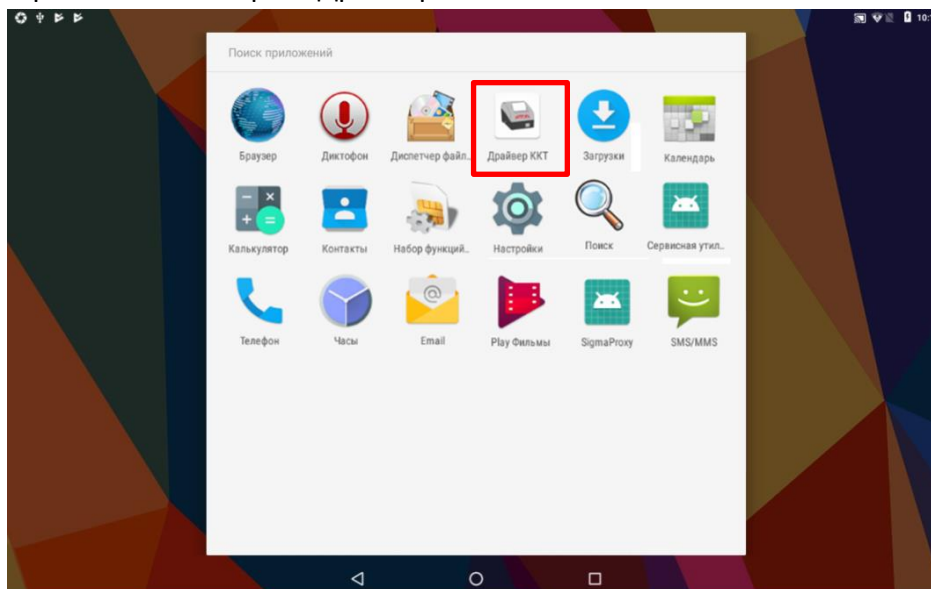 10:
Поиск приложений
Браузер
Диктофон
Диспетчер файл..
Драйвер ККТ
Загрузки
Календарь
Калькулятор
Контакты
Набор функций..
Настройки
Поиск
Сервисная утил..
Телефон
Часы
Email
Play Фильмы
SigmaProxy
SMS/MMS